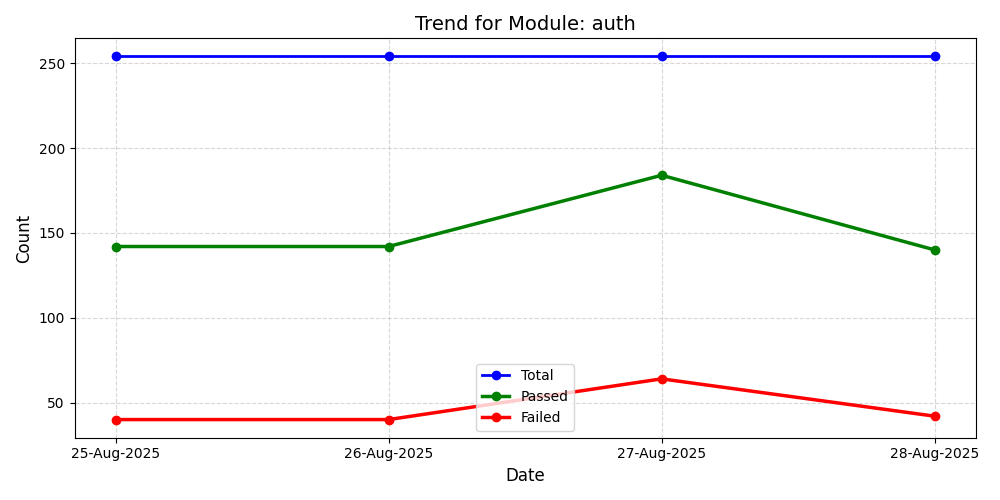 Trend for Module: auth
250
200
150
100
50
Count
Total
Passed
Failed
25-Aug-2025
26-Aug-2025
27-Aug-2025
28-Aug-2025
Date